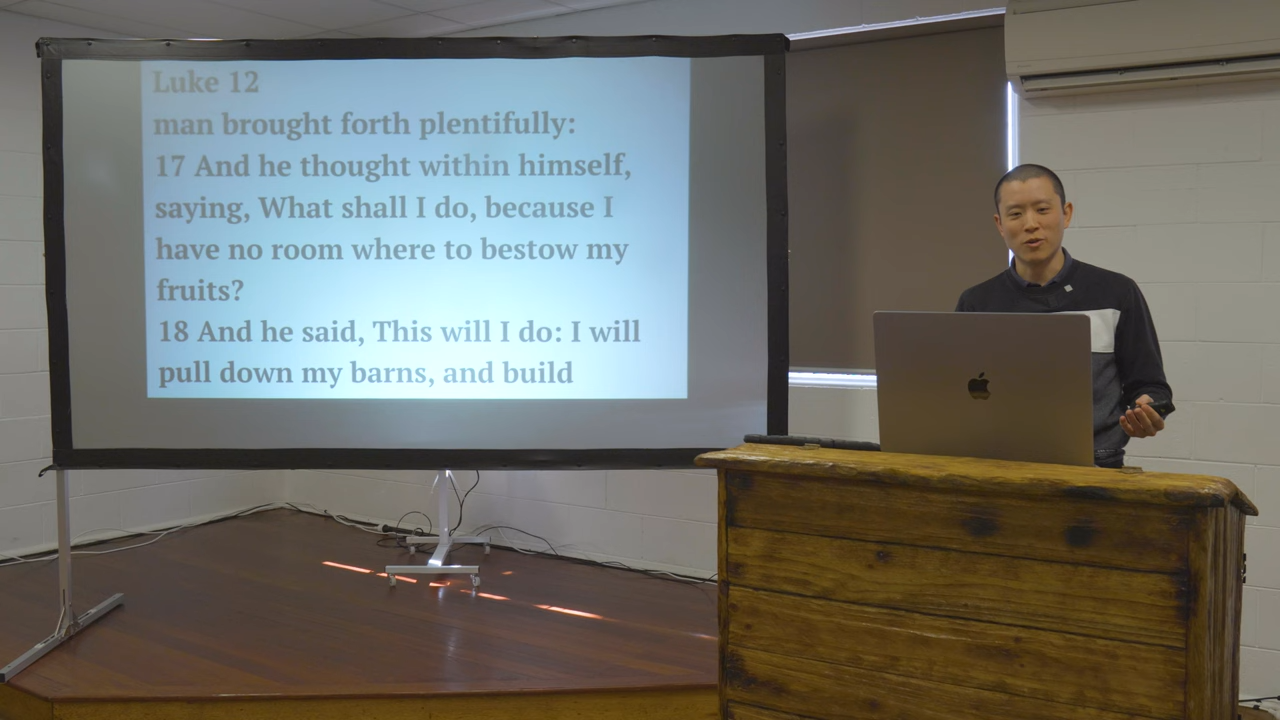 Luke 12
man brought forth plentifully:
17 And he thought within himself,
saying, What shall I do, because I
have no room where to bestow my
fruits?
18 And he said, This will I do: I will
pull down my barns, and build